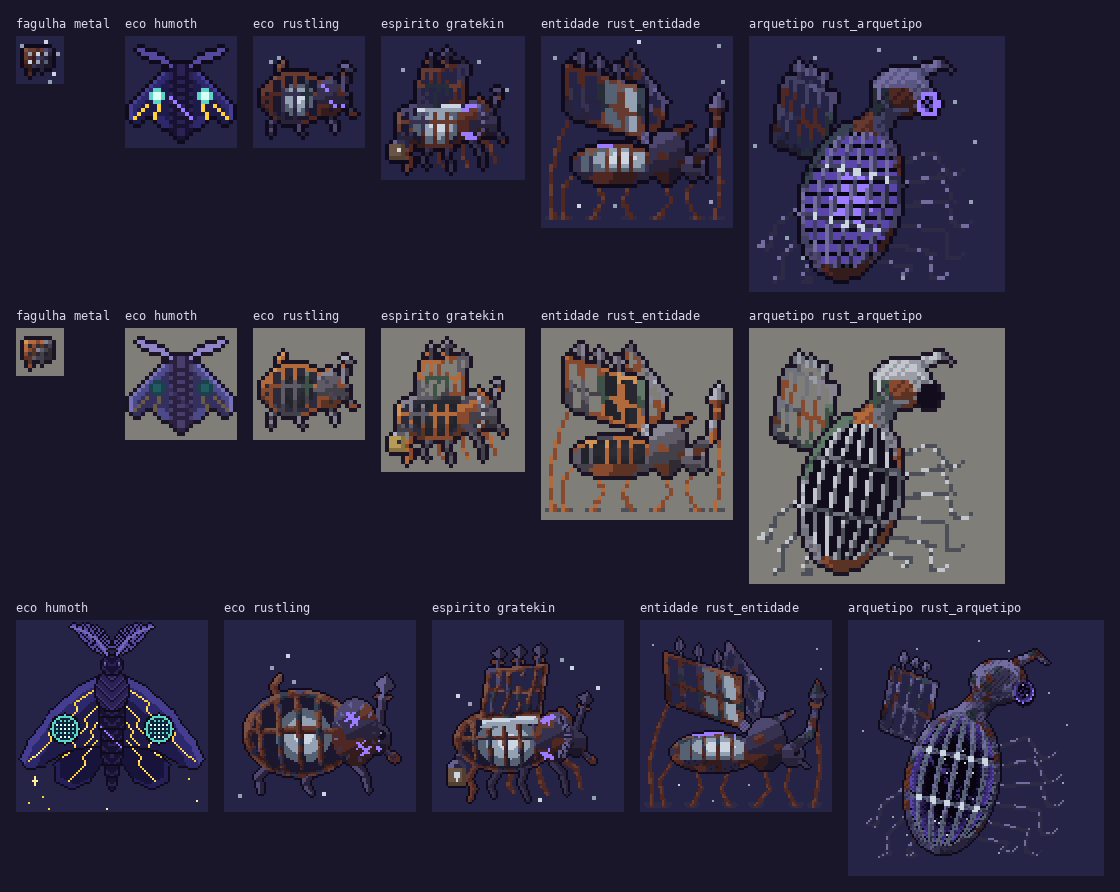 fagulha metal
eco humoth
eco rustling
espirito gratekin
entidade rust_entidade
arquetipo rust_arquetipo
fagulha metal
eco humoth
eco rustling
espirito gratekin
entidade rust_entidade
arquetipo rust_arquetipo
eco humoth
eco rustling
espirito gratekin
entidade rust_entidade
arquetipo rust_arquetipo